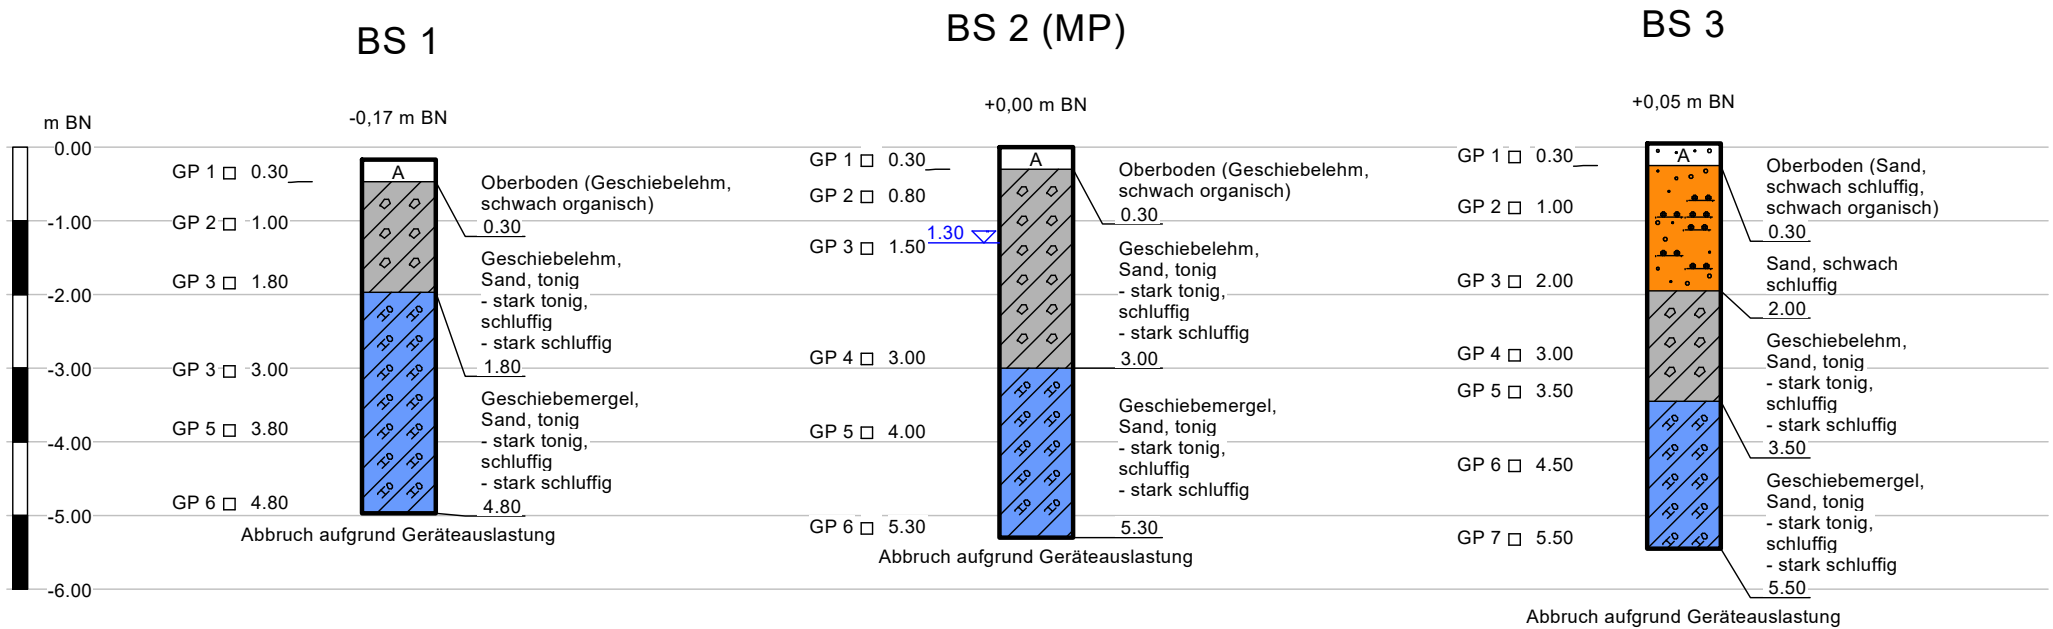 BS 1
BS 2 (MP)
BS 3
-0,17 m BN
+0,00 m BN
+0,05 m BN
m BN
0.00
-1.00
-2.00
-3.00
-4.00
-5.00
-6.00
GP 1 0.30
GP 2 1.00
GP 3 1.80
GP 3 3.00
GP 5 3.80
GP 6 4.80
A
Oberboden (Geschiebelehm,
schwach organisch)
0.30
Geschiebelehm,
Sand, tonig
- stark tonig,
schluffig
- stark schluffig
1.80
Geschiebemergel,
Sand, tonig
- stark tonig,
schluffig
- stark schluffig
4.80
Abbruch aufgrund Geräteauslastung
GP 1 0.30
GP 2 0.80
GP 3 1.50
1.30
GP 4 3.00
GP 5 4.00
GP 6 5.30
A
Oberboden (Geschiebelehm,
schwach organisch)
0.30
Geschiebelehm,
Sand, tonig
- stark tonig,
schluffig
- stark schluffig
3.00
Geschiebemergel,
Sand, tonig
- stark tonig,
schluffig
- stark schluffig
5.30
Abbruch aufgrund Geräteauslastung
GP 1 0.30
GP 2 1.00
GP 3 2.00
GP 4 3.00
GP 5 3.50
GP 6 4.50
GP 7 5.50
A
Oberboden (Sand,
schwach schluffig,
schwach organisch)
0.30
Sand, schwach
schluffig
2.00
Geschiebelehm,
Sand, tonig
- stark tonig,
schluffig
- stark schluffig
3.50
Geschiebemergel,
Sand, tonig
- stark tonig,
schluffig
- stark schluffig
5.50
Abbruch aufgrund Geräteauslastung